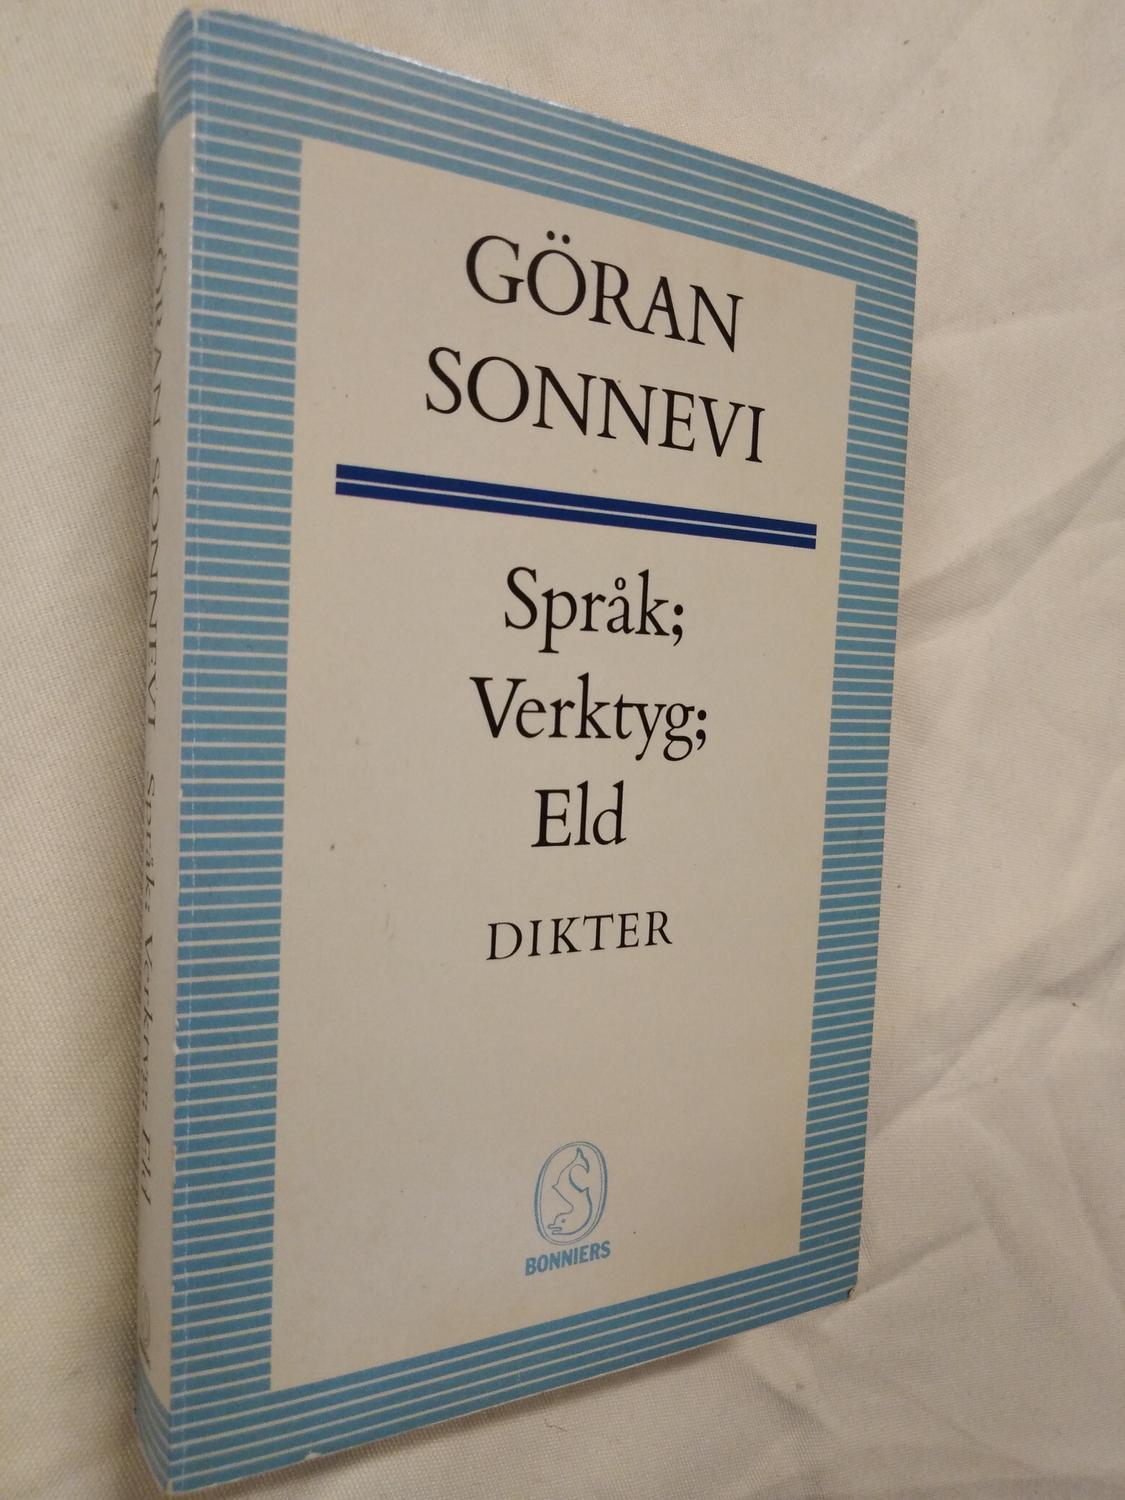 GÖRAN
SONNEVI
Språk;
Verktyg;
Eld
DIKTER
BONNIERS
GÖRAN SONNEVI Språk; Verktyg; Eld